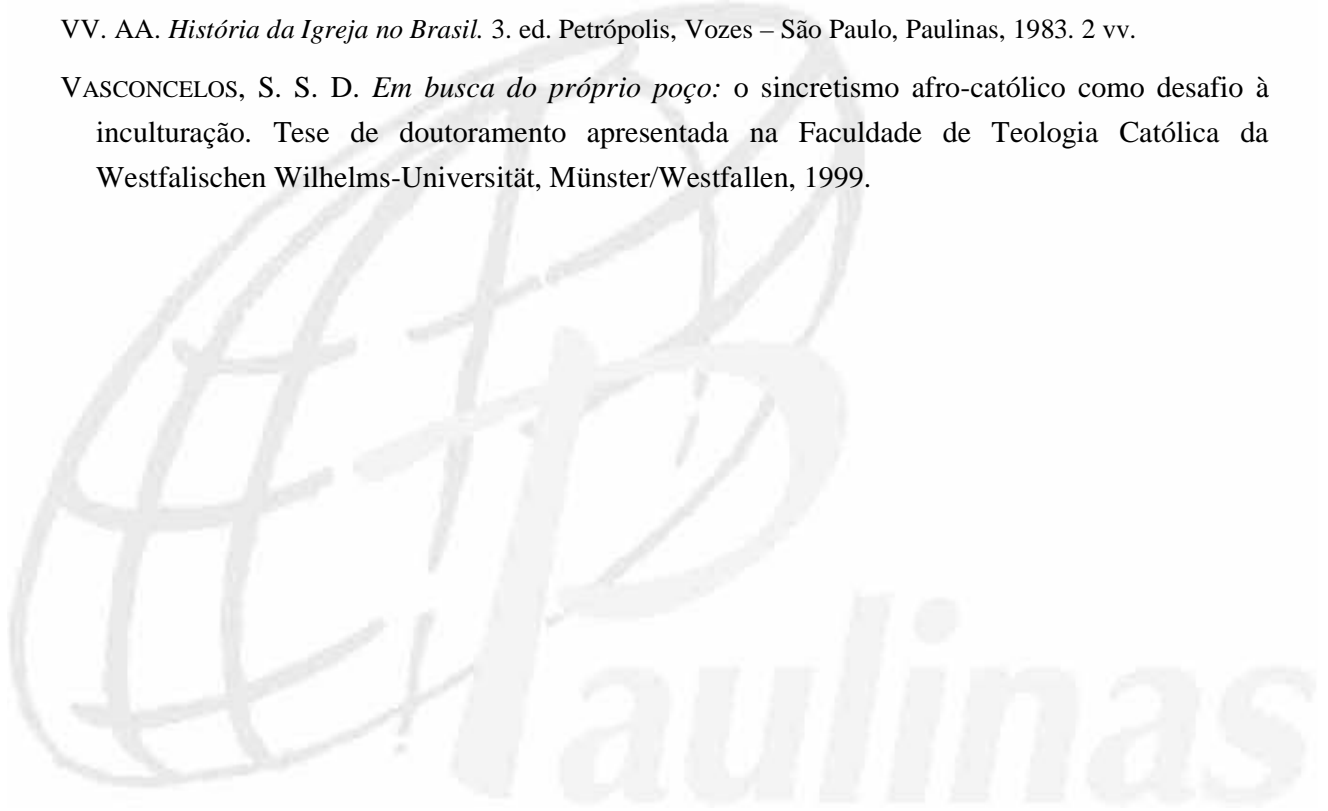 VV. AA. História da Igreja no Brasil. 3. ed. Petrópolis, Vozes – São Paulo, Paulinas, 1983. 2 vv.
VASCONCELOS, S. S. D. Em busca do próprio poço: o sincretismo afro-católico como desafio à
inculturação. Tese de doutoramento apresentada na Faculdade de Teologia Católica da
Westfalischen Wilhelms-Universität, Münster/Westfallen, 1999.
Paulinas